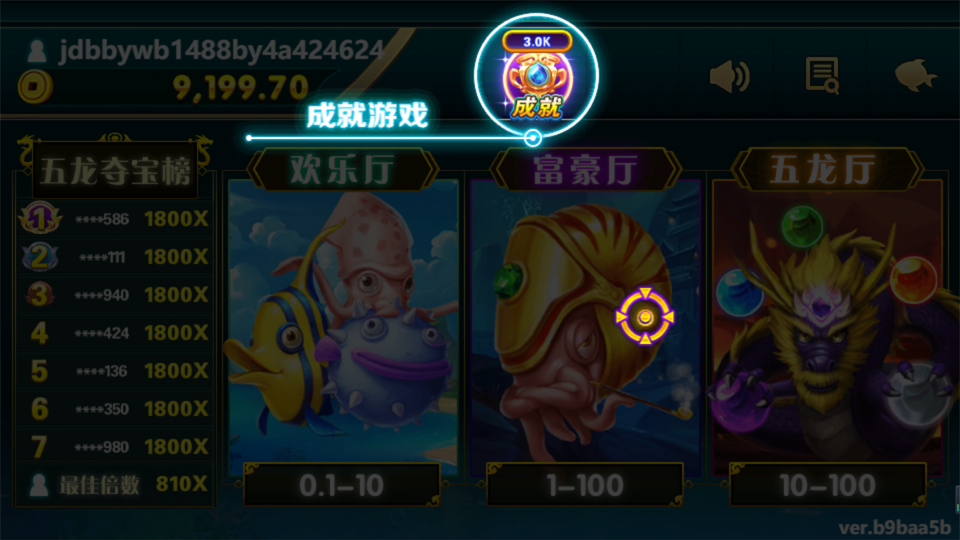 jdbbywb1488by4a424624
9,199.70
3.0K
成就
成就游戏
五龙夺宝榜
1 ****586 1800X
2 ****111 1800X
3 ****940 1800X
4 ****424 1800X
5 ****136 1800X
6 ****350 1800X
7 ****980 1800X
最佳倍数 810X
欢乐厅
0.1-10
富豪厅
1-100
五龙厅
10-100
ver.b9baa5b